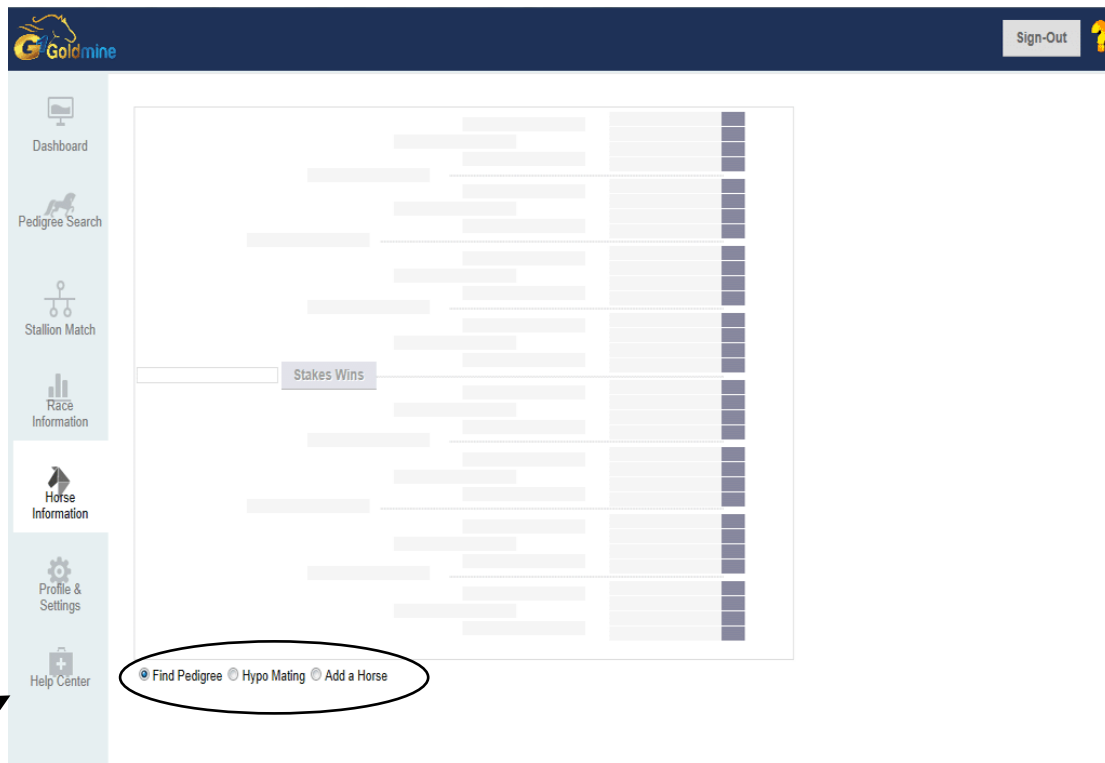 G1 Goldmine
Sign-Out
?
Dashboard
Pedigree Search
Stallion Match
Race
Information
Horse
Information
Profile &
Settings
Help Center
Stakes Wins
Find Pedigree Hypo Mating Add a Horse